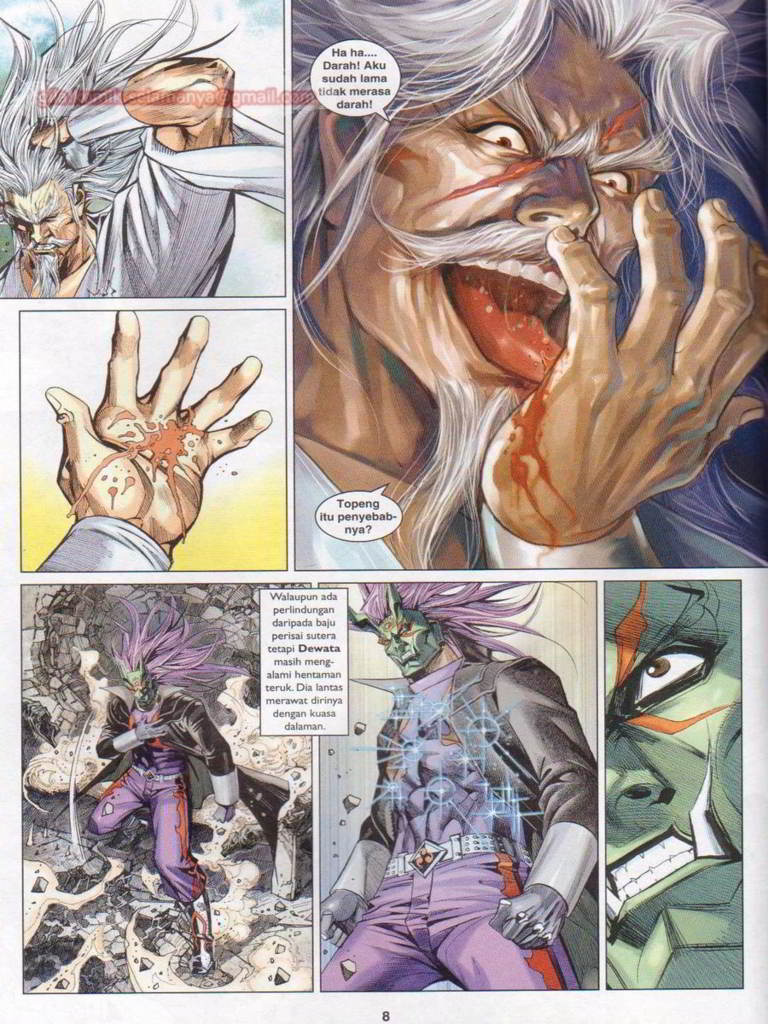 Ha ha....
Darah! Aku
sudah lama
tidak merasa
darah!
Topeng
itu penyebab-
nya?
Walaupun ada
perlindungan
daripada baju
perisai sutera
tetapi Dewata
masih meng-
alami hentaman
teruk. Dia lantas
merawat dirinya
dengan kuasa
dalaman.
8